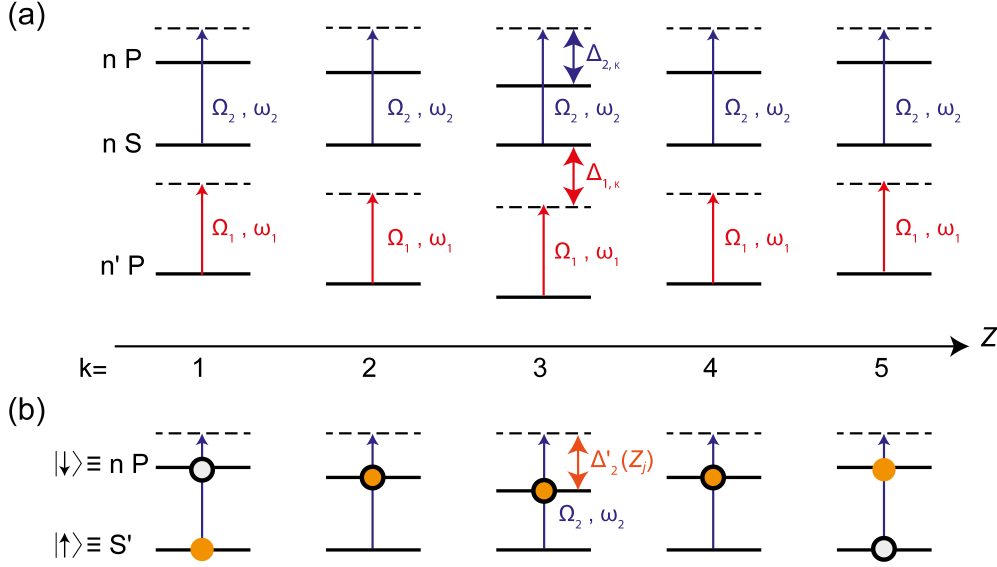 (a)
n P
Δ₂,κ
Ω₂ , ω₂ Ω₂ , ω₂ Ω₂ , ω₂ Ω₂ , ω₂ Ω₂ , ω₂
n S
Δ₁,κ
Ω₁ , ω₁ Ω₁ , ω₁ Ω₁ , ω₁ Ω₁ , ω₁ Ω₁ , ω₁
n' P
Z
k= 1 2 3 4 5
(b)
|↓⟩ ≡ n P
Δ'₂(Zⱼ)
Ω₂ , ω₂
|↑⟩ ≡ S'